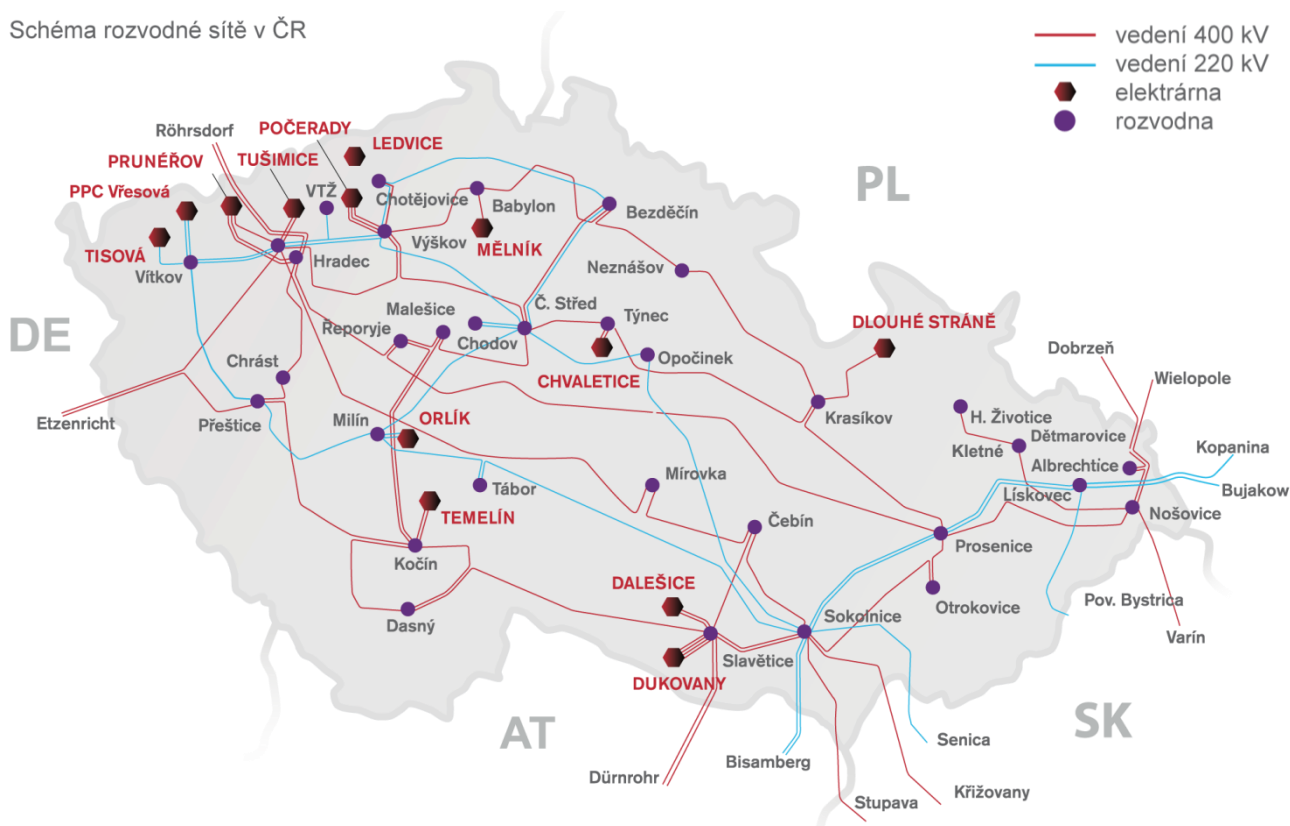 Schéma rozvodné sítě v ČR
vedení 400 kV
vedení 220 kV
elektrárna
rozvodna
Röhrsdorf
POČERADY
LEDVICE
PRUNÉŘOV
TUŠIMICE
PPC Vřesová
VTŽ
Chotějovice
Babylon
Bezděčín
PL
TISOVÁ
Vítkov
Hradec
Výškov
MĚLNÍK
Neznášov
DE
Malešice
Řeporyje
Chodov
Č. Střed
Týnec
Opočinek
DLOUHÉ STRÁNĚ
Chrást
CHVALETICE
Dobrzeń
Wielopole
Etzenricht
Přeštice
Milín
ORLÍK
Krasíkov
H. Životice
Kletné
Dětmarovice
Albrechtice
Kopanina
Lískovec
Bujakow
Tábor
Mírovka
TEMELÍN
Čebín
Nošovice
Kočín
Prosenice
Dasný
DALEŠICE
Otrokovice
Pov. Bystrica
Sokolnice
Varín
Slavětice
DUKOVANY
AT
SK
Senica
Bisamberg
Dürnrohr
Křižovany
Stupava